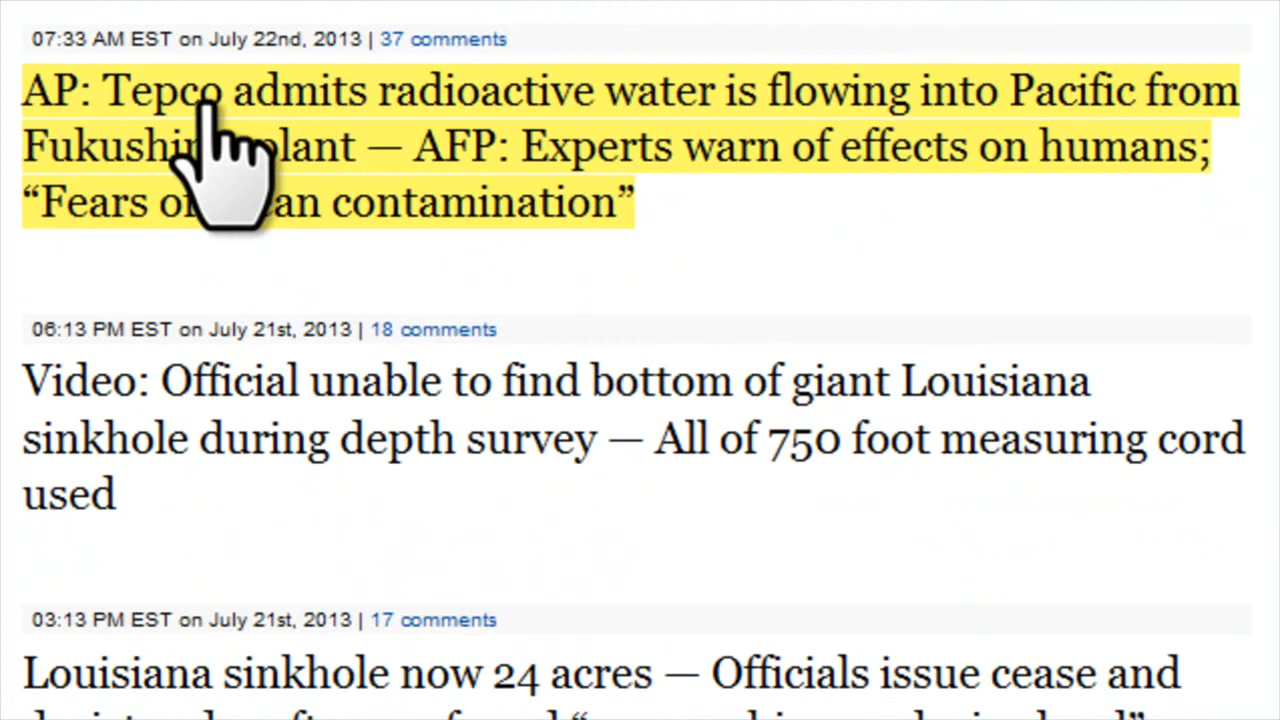 07:33 AM EST on July 22nd, 2013 | 37 comments
AP: Tepco admits radioactive water is flowing into Pacific from
plant — AFP: Experts warn of effects on humans;
“Fears contamination”
06:13 PM EST on July 21st, 2013 | 18 comments
Video: Official unable to find bottom of giant Louisiana
sinkhole during depth survey — All of 750 foot measuring cord
used
03:13 PM EST on July 21st, 2013 | 17 comments
Louisiana sinkhole now 24 acres — Officials issue cease and